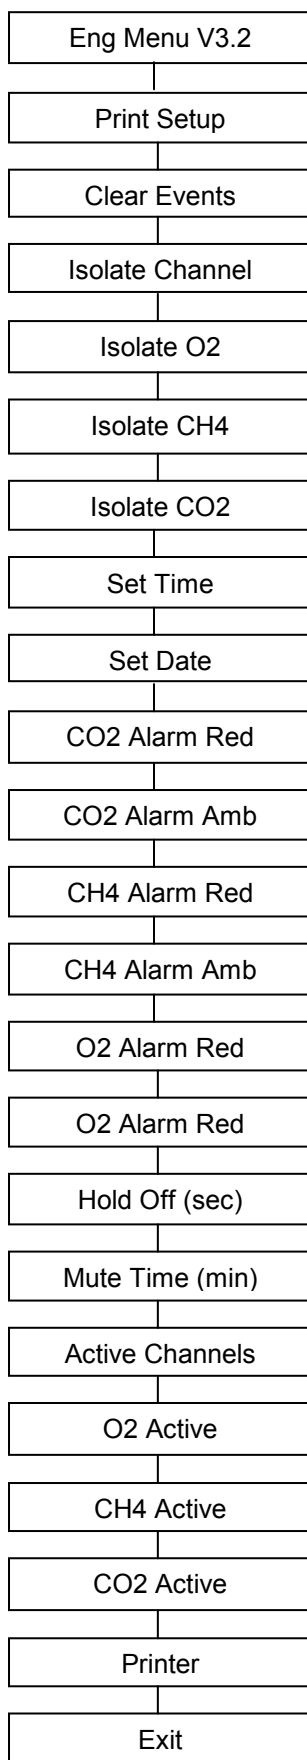 Eng Menu V3.2
Print Setup
Clear Events
Isolate Channel
Isolate O2
Isolate CH4
Isolate CO2
Set Time
Set Date
CO2 Alarm Red
CO2 Alarm Amb
CH4 Alarm Red
CH4 Alarm Amb
O2 Alarm Red
O2 Alarm Red
Hold Off (sec)
Mute Time (min)
Active Channels
O2 Active
CH4 Active
CO2 Active
Printer
Exit